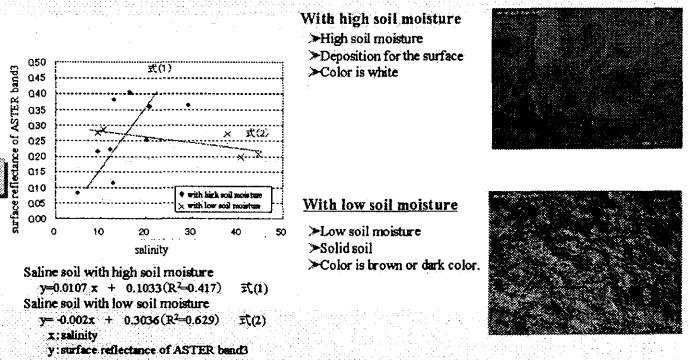 With high soil moisture
➢High soil moisture
➢Deposition for the surface
➢Color is white
式(1)
式(2)
0.50
0.45
0.40
0.35
0.30
0.25
0.20
0.15
0.10
0.05
0.00
surface reflectance of ASTER band3
0 10 20 30 40 50
salinity
with high soil moisture
with low soil moisture
Saline soil with high soil moisture
y=0.0107 x + 0.1033(R²=0.417) 式(1)
Saline soil with low soil moisture
y= -0.002x + 0.3036(R²=0.629) 式(2)
x:salinity
y:surface reflectance of ASTER band3
With low soil moisture
➢Low soil moisture
➢Solid soil
➢Color is brown or dark color.